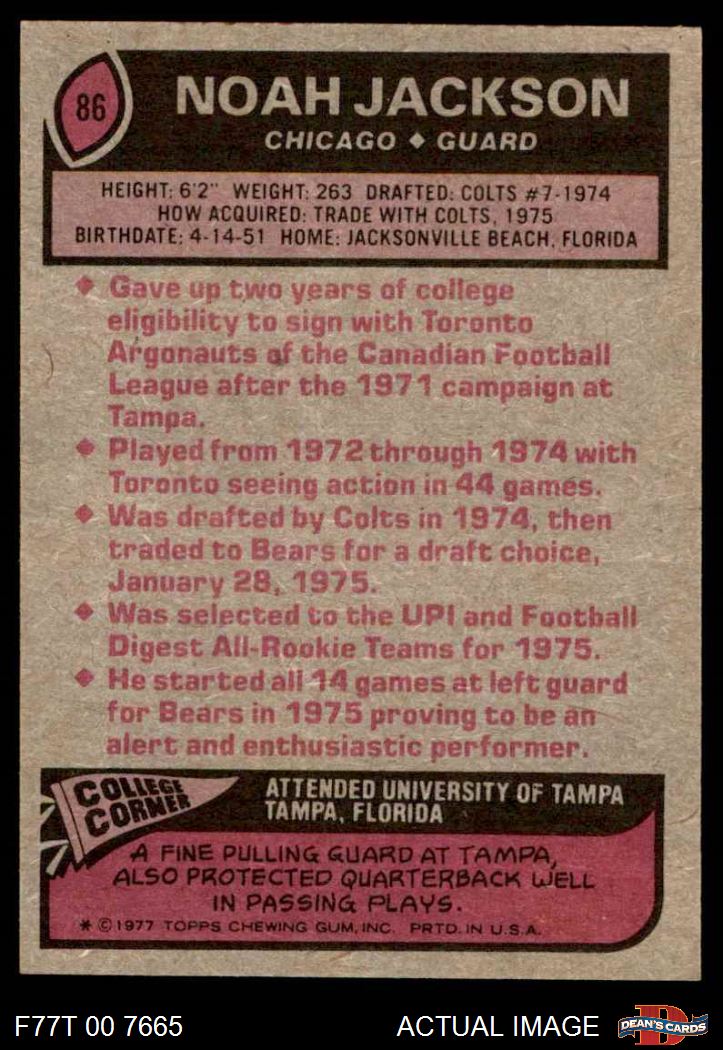 86
NOAH JACKSON
CHICAGO ◆ GUARD
HEIGHT: 6'2" WEIGHT: 263 DRAFTED: COLTS #7-1974
HOW ACQUIRED: TRADE WITH COLTS, 1975
BIRTHDATE: 4-14-51 HOME: JACKSONVILLE BEACH, FLORIDA
◆ Gave up two years of college
eligibility to sign with Toronto
Argonauts of the Canadian Football
League after the 1971 campaign at
Tampa.
◆ Played from 1972 through 1974 with
Toronto seeing action in 44 games.
◆ Was drafted by Colts in 1974, then
traded to Bears for a draft choice,
January 28, 1975.
◆ Was selected to the UPI and Football
Digest All-Rookie Teams for 1975.
◆ He started all 14 games at left guard
for Bears in 1975 proving to be an
alert and enthusiastic performer.
COLLEGE
CORNER
ATTENDED UNIVERSITY OF TAMPA
TAMPA, FLORIDA
A FINE PULLING GUARD AT TAMPA,
ALSO PROTECTED QUARTERBACK WELL
IN PASSING PLAYS.
* © 1977 TOPPS CHEWING GUM, INC. PRTD. IN U.S.A.
F77T 00 7665
ACTUAL IMAGE
D
DEAN'S CARDS